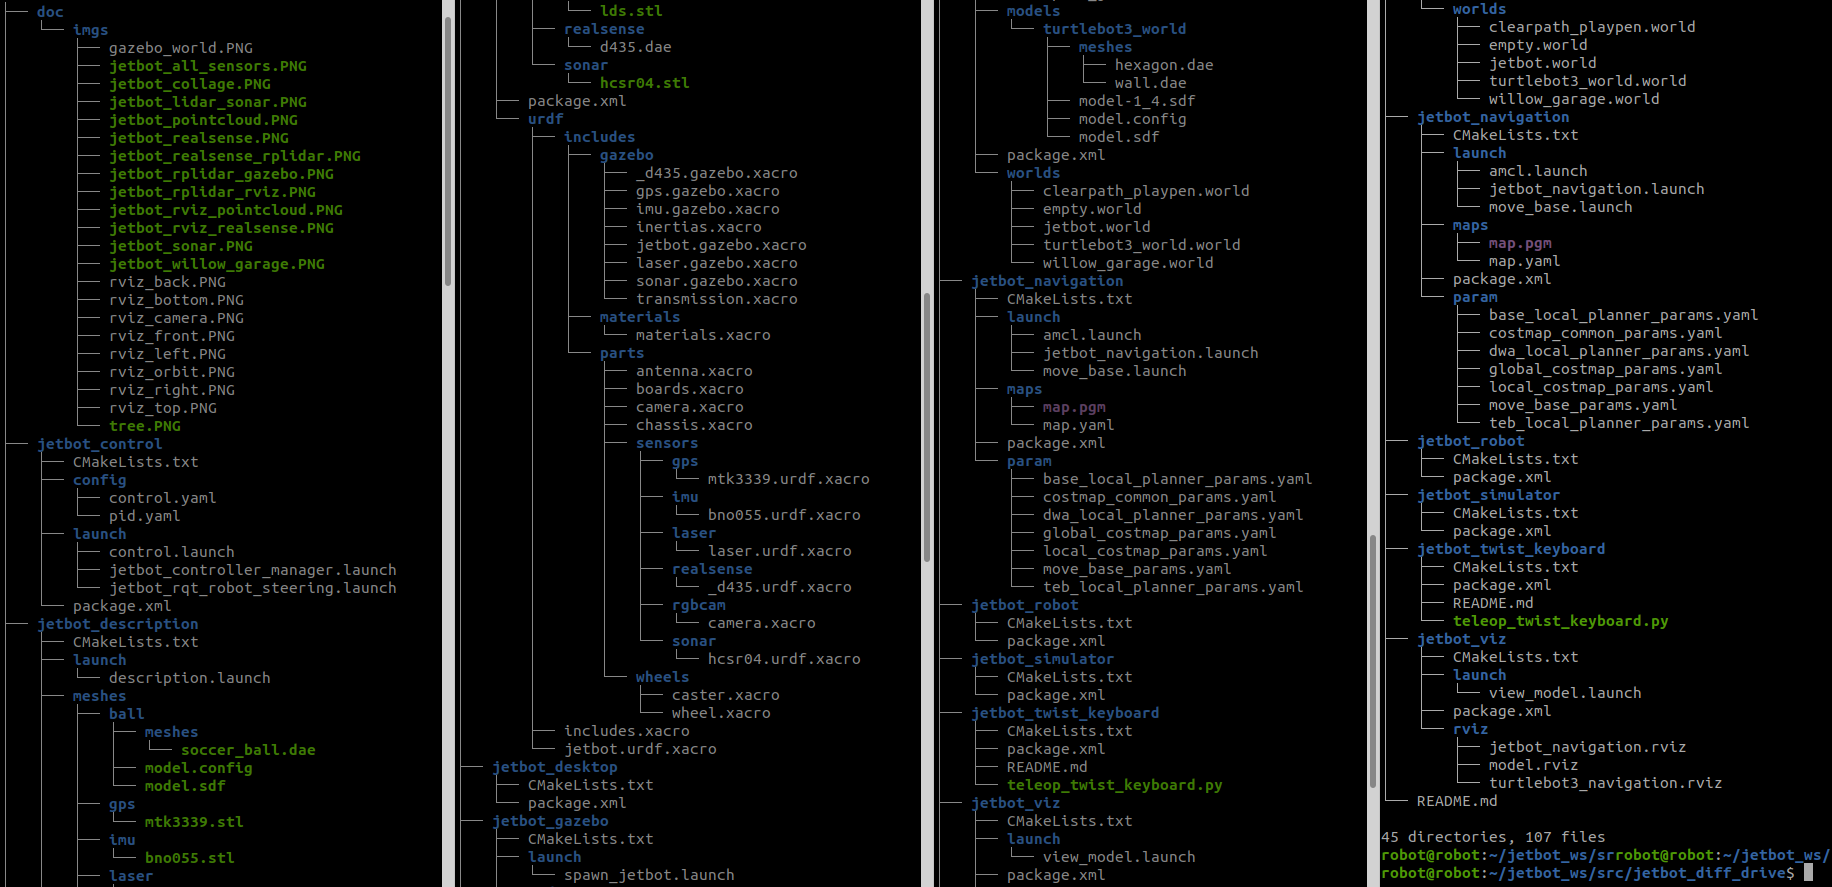 doc
imgs
gazebo_world.PNG
jetbot_all_sensors.PNG
jetbot_collage.PNG
jetbot_lidar_sonar.PNG
jetbot_pointcloud.PNG
jetbot_realsense.PNG
jetbot_realsense_rplidar.PNG
jetbot_rplidar_gazebo.PNG
jetbot_rplidar_rviz.PNG
jetbot_rviz_pointcloud.PNG
jetbot_rviz_realsense.PNG
jetbot_sonar.PNG
jetbot_willow_garage.PNG
rviz_back.PNG
rviz_bottom.PNG
rviz_camera.PNG
rviz_front.PNG
rviz_left.PNG
rviz_orbit.PNG
rviz_right.PNG
rviz_top.PNG
tree.PNG
jetbot_control
CMakeLists.txt
config
control.yaml
pid.yaml
launch
control.launch
jetbot_controller_manager.launch
jetbot_rqt_robot_steering.launch
package.xml
jetbot_description
CMakeLists.txt
launch
description.launch
meshes
ball
meshes
soccer_ball.dae
model.config
model.sdf
gps
mtk3339.stl
imu
bno055.stl
laser
lds.stl
realsense
d435.dae
sonar
hcsr04.stl
package.xml
urdf
includes
gazebo
_d435.gazebo.xacro
gps.gazebo.xacro
imu.gazebo.xacro
inertias.xacro
jetbot.gazebo.xacro
laser.gazebo.xacro
sonar.gazebo.xacro
transmission.xacro
materials
materials.xacro
parts
antenna.xacro
boards.xacro
camera.xacro
chassis.xacro
sensors
gps
mtk3339.urdf.xacro
imu
bno055.urdf.xacro
laser
laser.urdf.xacro
realsense
_d435.urdf.xacro
rgbcam
camera.xacro
sonar
hcsr04.urdf.xacro
wheels
caster.xacro
wheel.xacro
includes.xacro
jetbot.urdf.xacro
jetbot_desktop
CMakeLists.txt
package.xml
jetbot_gazebo
CMakeLists.txt
launch
spawn_jetbot.launch
models
turtlebot3_world
meshes
hexagon.dae
wall.dae
model-1_4.sdf
model.config
model.sdf
package.xml
worlds
clearpath_playpen.world
empty.world
jetbot.world
turtlebot3_world.world
willow_garage.world
jetbot_navigation
CMakeLists.txt
launch
amcl.launch
jetbot_navigation.launch
move_base.launch
maps
map.pgm
map.yaml
package.xml
param
base_local_planner_params.yaml
costmap_common_params.yaml
dwa_local_planner_params.yaml
global_costmap_params.yaml
local_costmap_params.yaml
move_base_params.yaml
teb_local_planner_params.yaml
jetbot_robot
CMakeLists.txt
package.xml
jetbot_simulator
CMakeLists.txt
package.xml
jetbot_twist_keyboard
CMakeLists.txt
package.xml
README.md
teleop_twist_keyboard.py
jetbot_viz
CMakeLists.txt
launch
view_model.launch
package.xml
worlds
clearpath_playpen.world
empty.world
jetbot.world
turtlebot3_world.world
willow_garage.world
jetbot_navigation
CMakeLists.txt
launch
amcl.launch
jetbot_navigation.launch
move_base.launch
maps
map.pgm
map.yaml
package.xml
param
base_local_planner_params.yaml
costmap_common_params.yaml
dwa_local_planner_params.yaml
global_costmap_params.yaml
local_costmap_params.yaml
move_base_params.yaml
teb_local_planner_params.yaml
jetbot_robot
CMakeLists.txt
package.xml
jetbot_simulator
CMakeLists.txt
package.xml
jetbot_twist_keyboard
CMakeLists.txt
package.xml
README.md
teleop_twist_keyboard.py
jetbot_viz
CMakeLists.txt
launch
view_model.launch
package.xml
rviz
jetbot_navigation.rviz
model.rviz
turtlebot3_navigation.rviz
README.md
45 directories, 107 files
robot@robot:~/jetbot_ws/srrobot@robot:~/jetbot_ws/
robot@robot:~/jetbot_ws/src/jetbot_diff_drive$